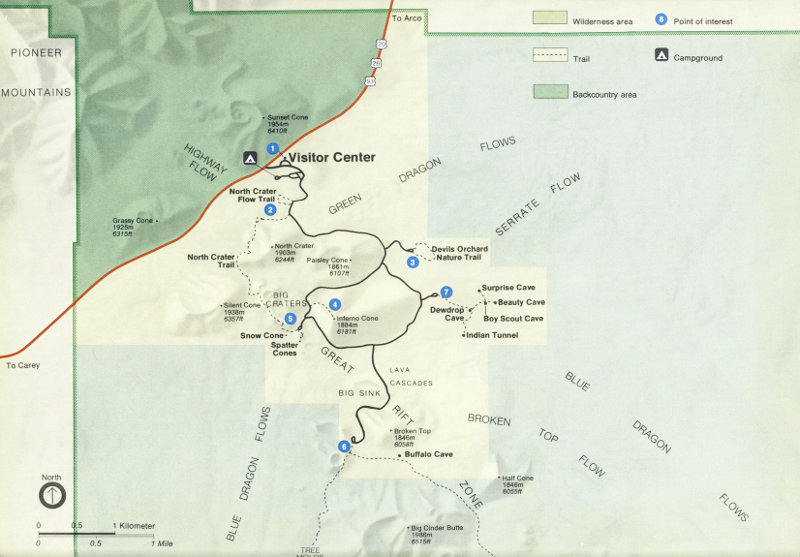 To Arco
Wilderness area
8
Point of interest
Trail
Campground
Backcountry area
PIONEER
MOUNTAINS
20
26
93
Sunset Cone
1954m
6410ft
1
Visitor Center
HIGHWAY
FLOW
GREEN DRAGON FLOWS
SERRATE FLOW
North Crater
Flow Trail
2
Grassy Cone
1925m
6315ft
North Crater
1903m
6244ft
Paisley Cone
1861m
6107ft
Devils Orchard
Nature Trail
3
North Crater
Trail
Silent Cone
1938m
6357ft
BIG
CRATERS
4
5
Inferno Cone
1884m
6181ft
7
Surprise Cave
Beauty Cave
Dewdrop
Cave
Boy Scout Cave
Indian Tunnel
Snow Cone
Spatter
Cones
To Carey
GREAT RIFT ZONE
LAVA
CASCADES
BIG SINK
BLUE DRAGON FLOWS
BROKEN TOP FLOW
BLUE DRAGON FLOWS
6
Broken Top
1846m
6058ft
Buffalo Cave
Half Cone
1846m
6055ft
Big Cinder Butte
1986m
6515ft
TREE
MOLDS
North
0 0.5 1 Kilometer
0 0.5 1 Mile